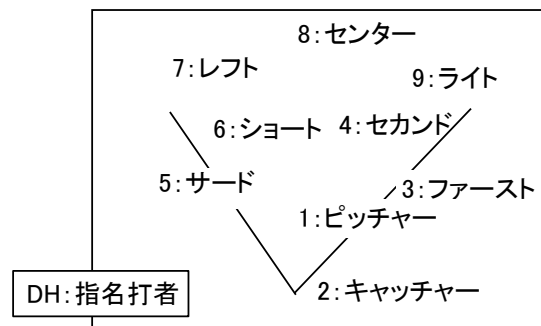 8:センター
7:レフト
9:ライト
6:ショート
4:セカンド
5:サード
3:ファースト
1:ピッチャー
2:キャッチャー
DH:指名打者